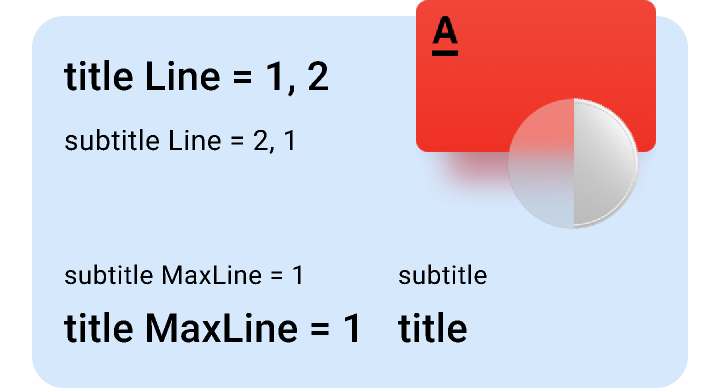 A
title Line = 1, 2
subtitle Line = 2, 1
subtitle MaxLine = 1
title MaxLine = 1
subtitle
title